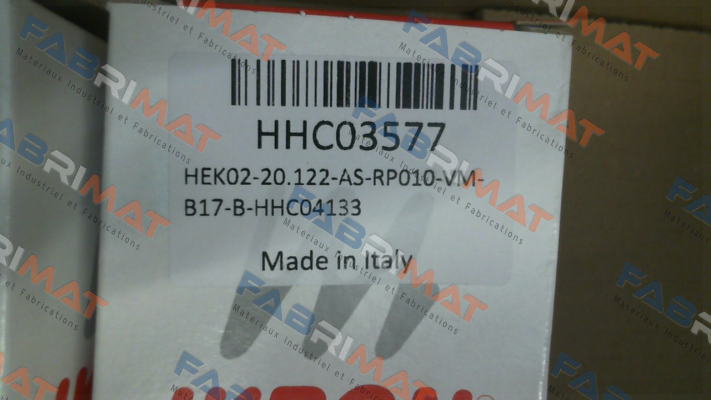 HHC03577
HEK02-20.122-AS-RP010-VM-
B17-B-HHC04133
Made in Italy
FABRIMAT
Materiaux Industriel et Fabrications